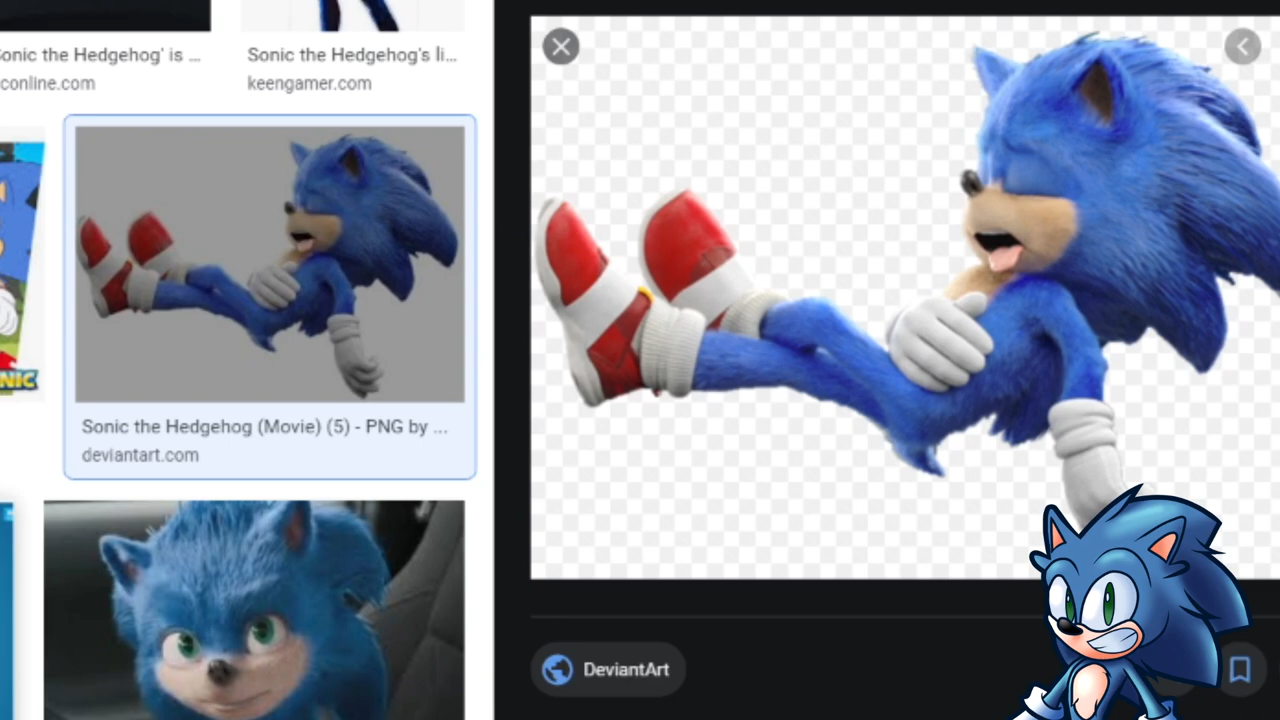 onic the Hedgehog' is ...
conline.com
Sonic the Hedgehog's li...
keengamer.com
NIC
Sonic the Hedgehog (Movie) (5) - PNG by ...
deviantart.com
DeviantArt